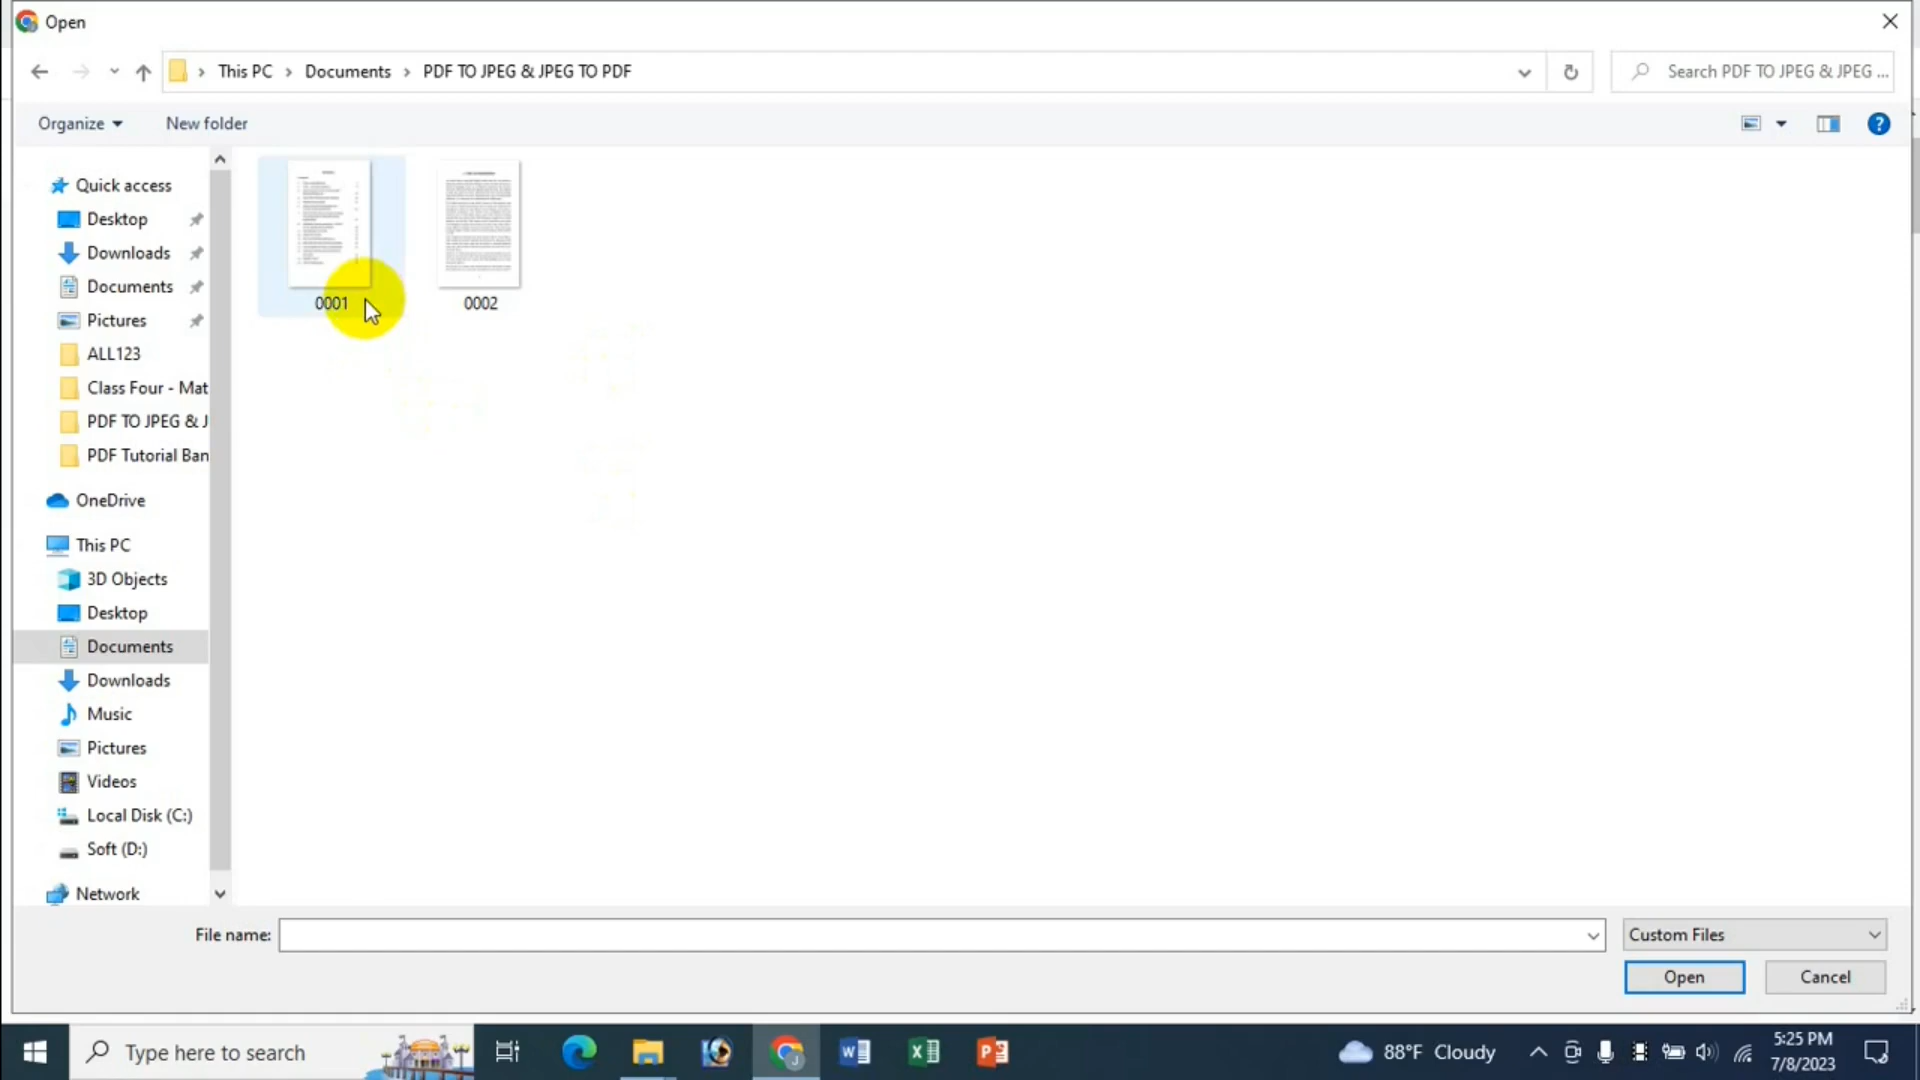 Open
This PC > Documents > PDF TO JPEG & JPEG TO PDF
Search PDF TO JPEG & JPEG ...
Organize
New folder
Quick access
Desktop
Downloads
Documents
Pictures
ALL123
Class Four - Mat
PDF TO JPEG & J
PDF Tutorial Ban
OneDrive
This PC
3D Objects
Desktop
Documents
Downloads
Music
Pictures
Videos
Local Disk (C:)
Soft (D:)
Network
0001
0002
File name:
Custom Files
Open
Cancel
Type here to search
88°F Cloudy
5:25 PM
7/8/2023